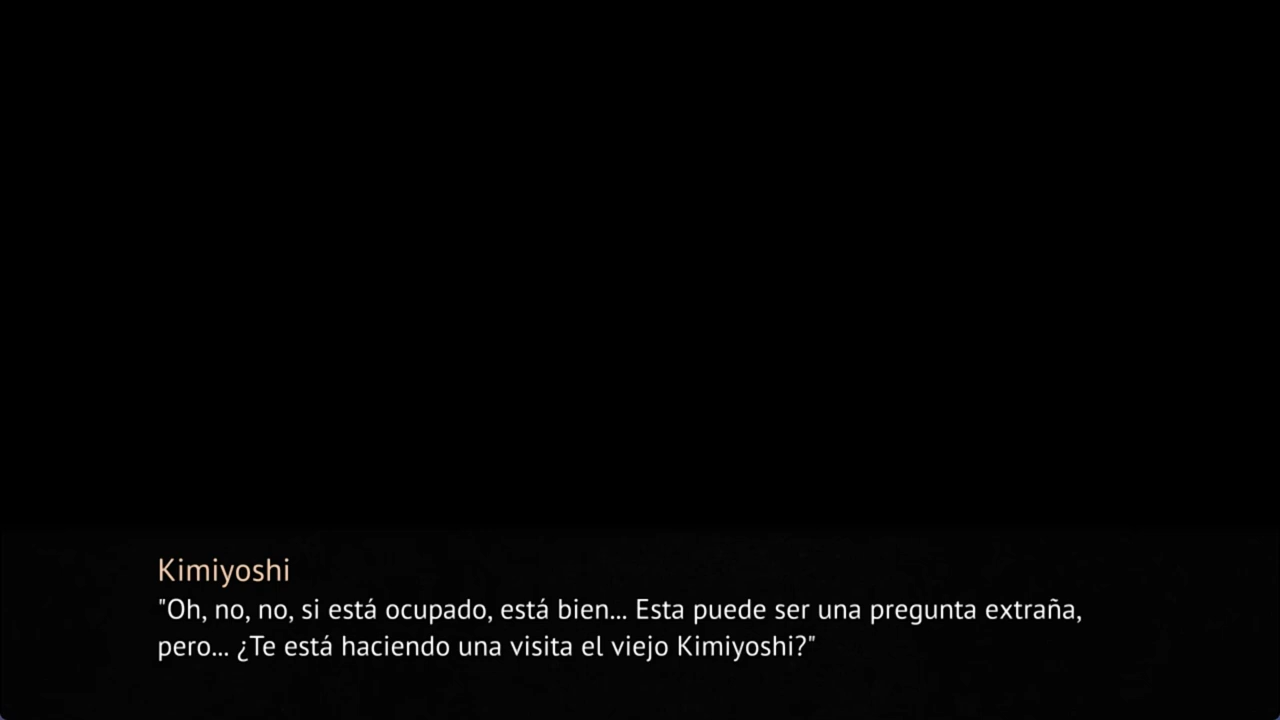 Kimiyoshi
"Oh, no, no, si está ocupado, está bien... Esta puede ser una pregunta extraña,
pero... ¿Te está haciendo una visita el viejo Kimiyoshi?"